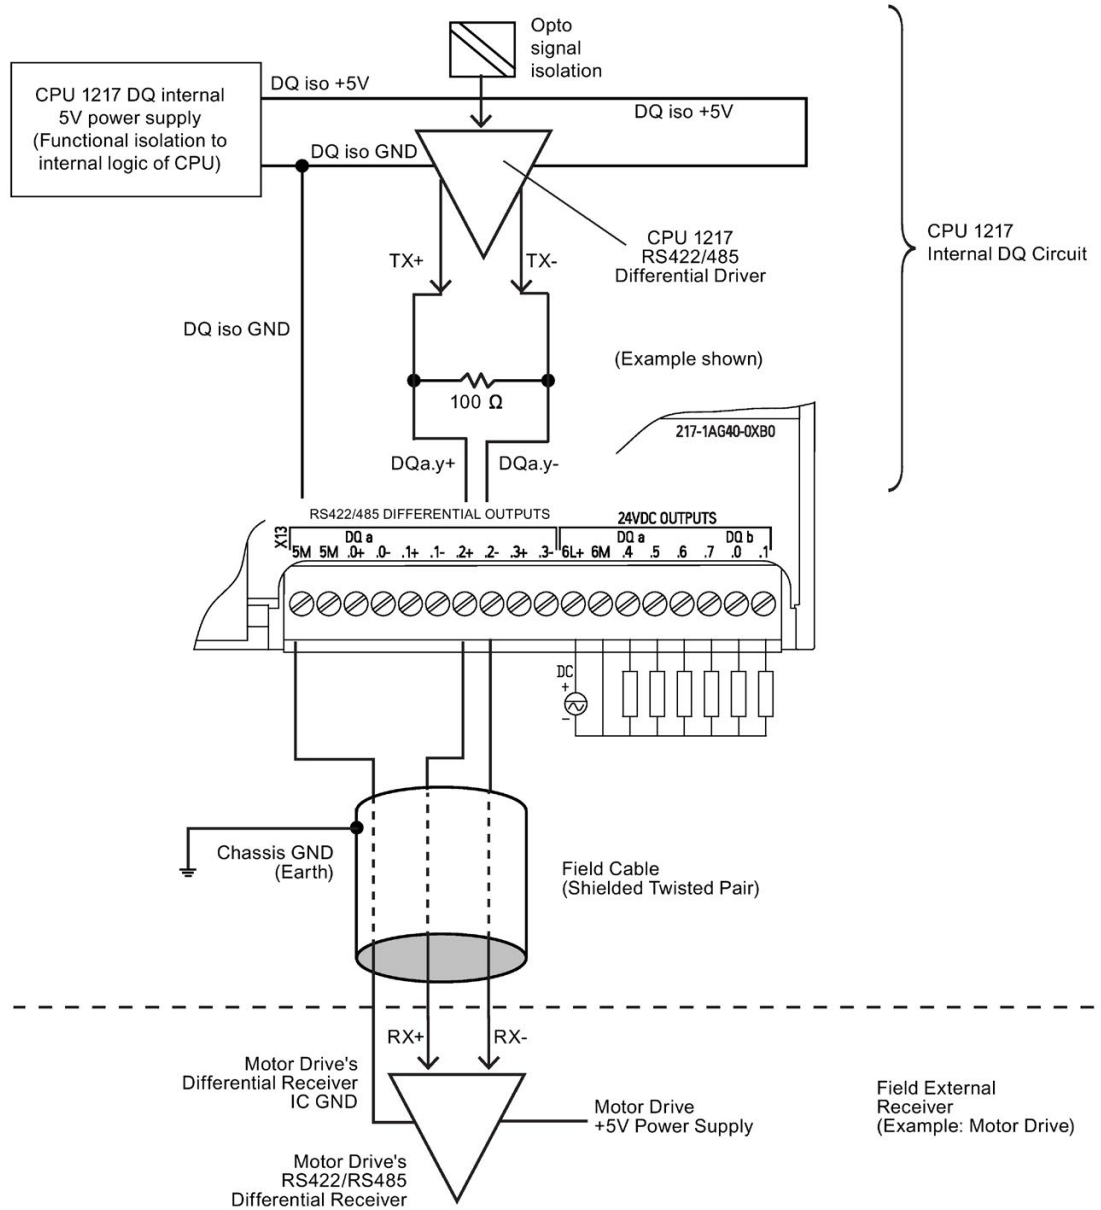 Opto
signal
isolation
CPU 1217 DQ internal
5V power supply
(Functional isolation to
internal logic of CPU)
DQ iso +5V
DQ iso +5V
DQ iso GND
CPU 1217
RS422/485
Differential Driver
CPU 1217
Internal DQ Circuit
TX+
TX-
DQ iso GND
(Example shown)
100 Ω
217-1AG40-0XB0
DQa.y+
DQa.y-
RS422/485 DIFFERENTIAL OUTPUTS
24VDC OUTPUTS
X13
DQ a
DQ a
DQ b
5M 5M .0+ .0- .1+ .1- .2+ .2- .3+ .3- 6L+ 6M .4 .5 .6 .7 .0 .1
DC
+
−
Chassis GND
(Earth)
Field Cable
(Shielded Twisted Pair)
RX+
RX-
Motor Drive's
Differential Receiver
IC GND
Motor Drive
+5V Power Supply
Field External
Receiver
(Example: Motor Drive)
Motor Drive's
RS422/RS485
Differential Receiver